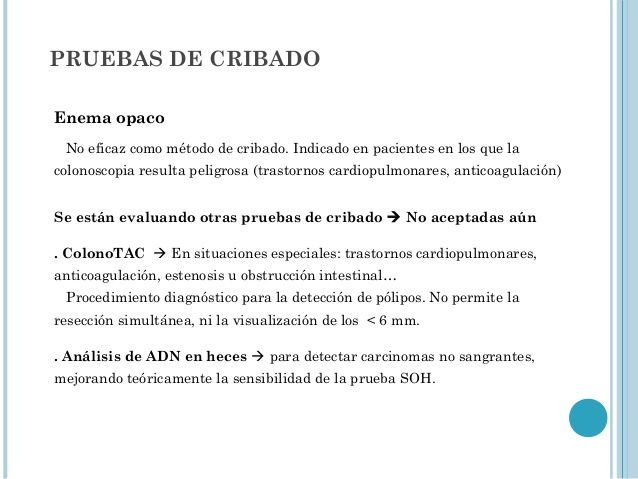 PRUEBAS DE CRIBADO
Enema opaco
No eficaz como método de cribado. Indicado en pacientes en los que la
colonoscopia resulta peligrosa (trastornos cardiopulmonares, anticoagulación)
Se están evaluando otras pruebas de cribado → No aceptadas aún
. ColonoTAC → En situaciones especiales: trastornos cardiopulmonares,
anticoagulación, estenosis u obstrucción intestinal…
Procedimiento diagnóstico para la detección de pólipos. No permite la
resección simultánea, ni la visualización de los < 6 mm.
. Análisis de ADN en heces → para detectar carcinomas no sangrantes,
mejorando teóricamente la sensibilidad de la prueba SOH.